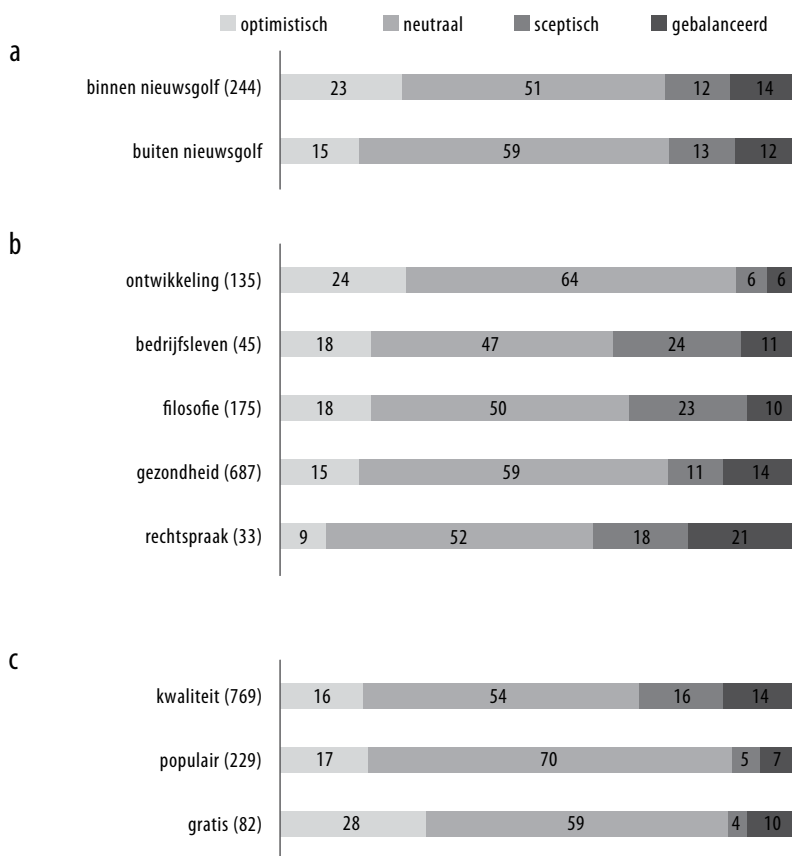 optimistisch neutraal sceptisch gebalanceerd
a
binnen nieuwsgolf (244) 23 51 12 14
buiten nieuwsgolf 15 59 13 12
b
ontwikkeling (135) 24 64 6 6
bedrijfsleven (45) 18 47 24 11
filosofie (175) 18 50 23 10
gezondheid (687) 15 59 11 14
rechtspraak (33) 9 52 18 21
c
kwaliteit (769) 16 54 16 14
populair (229) 17 70 5 7
gratis (82) 28 59 4 10